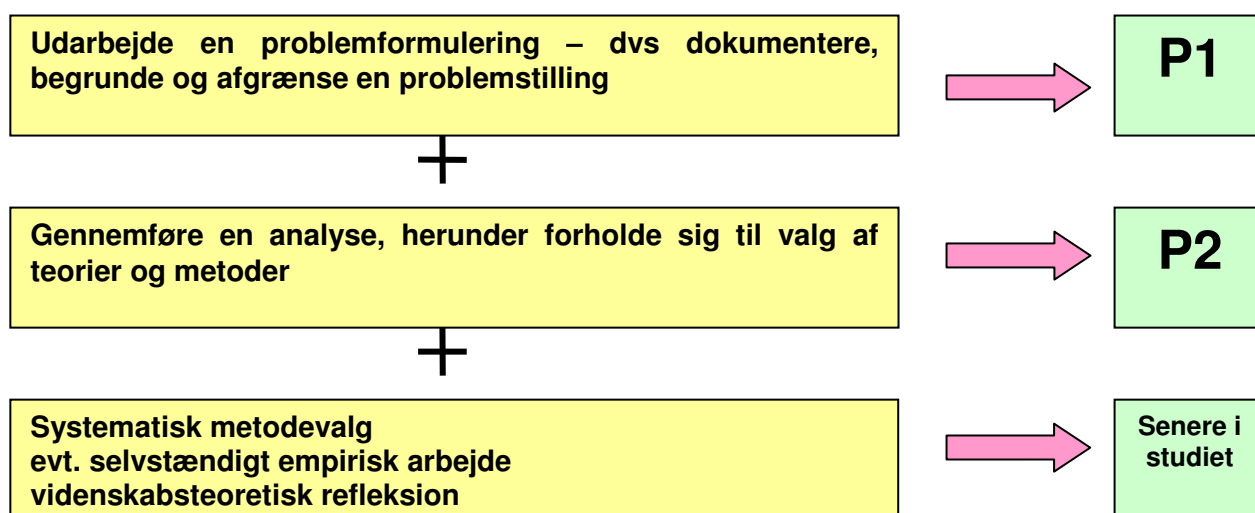 Udarbejde en problemformulering – dvs dokumentere,
begrunde og afgrænse en problemstilling
P1
+
Gennemføre en analyse, herunder forholde sig til valg af
teorier og metoder
P2
+
Systematisk metodevalg
evt. selvstændigt empirisk arbejde
videnskabsteoretisk refleksion
Senere i
studiet